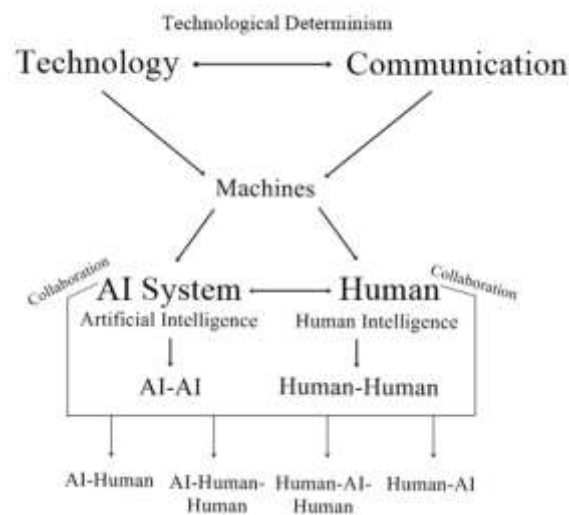 Technological Determinism
Technology
Communication
Machines
Collaboration
AI System
Human
Collaboration
Artificial Intelligence
Human Intelligence
AI-AI
Human-Human
AI-Human
AI-Human-
Human
Human-AI-
Human
Human-AI